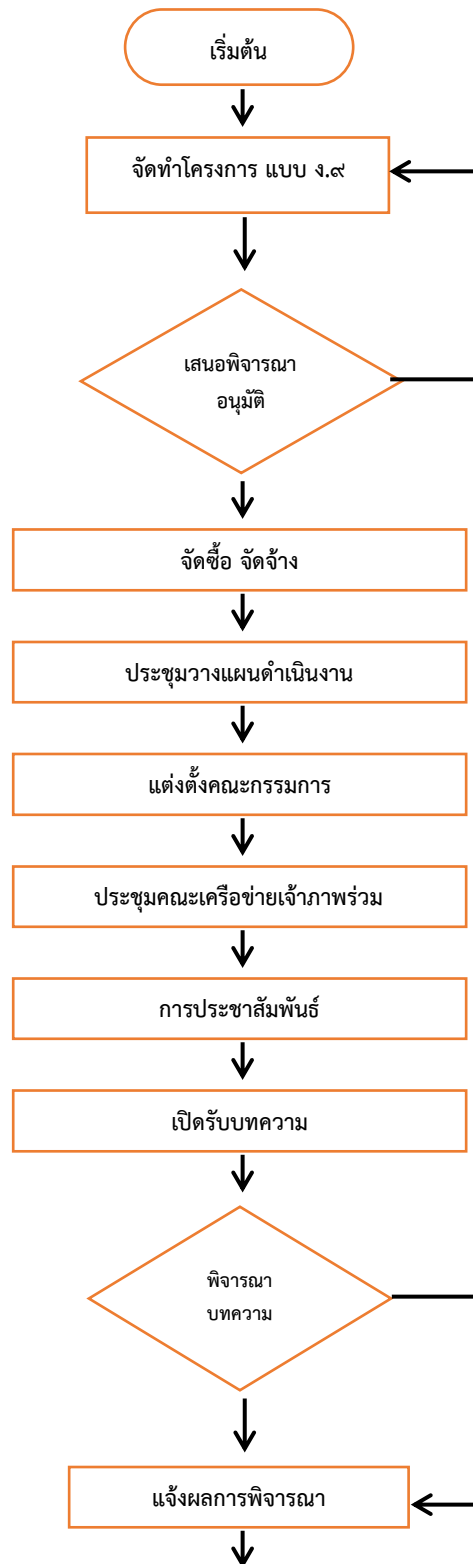 เริ่มต้น
จัดทำโครงการ แบบ ง.๙
เสนอพิจารณา
อนุมัติ
จัดซื้อ จัดจ้าง
ประชุมวางแผนดำเนินงาน
แต่งตั้งคณะกรรมการ
ประชุมคณะเครือข่ายเจ้าภาพร่วม
การประชาสัมพันธ์
เปิดรับบทความ
พิจารณา
บทความ
แจ้งผลการพิจารณา